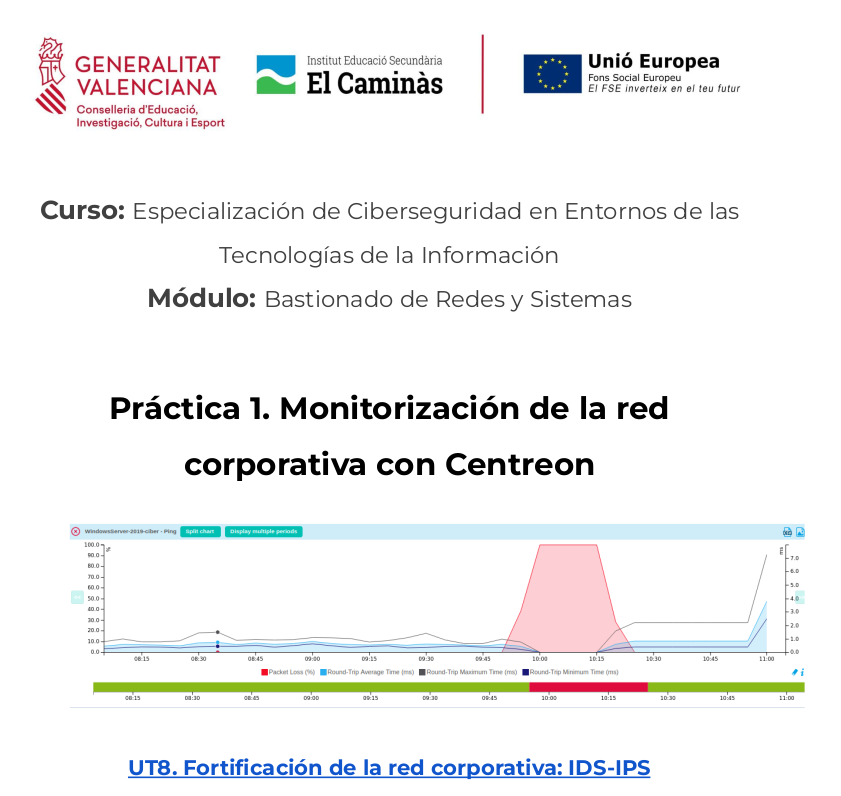 GENERALITAT
VALENCIANA
Conselleria d'Educació,
Investigació, Cultura i Esport
Institut Educació Secundària
El Caminàs
Unió Europea
Fons Social Europeu
El FSE inverteix en el teu futur
Curso: Especialización de Ciberseguridad en Entornos de las
Tecnologías de la Información
Módulo: Bastionado de Redes y Sistemas
Práctica 1. Monitorización de la red
corporativa con Centreon
WindowsServer-2019-ciber - Ping Split chart Display multiple periods
100.0
90.0
80.0
70.0
60.0
50.0
40.0
30.0
20.0
10.0
0.0
%
ms
7.0
6.0
5.0
4.0
3.0
2.0
1.0
0.0
08:15 08:30 08:45 09:00 09:15 09:30 09:45 10:00 10:15 10:30 10:45 11:00
Packet Loss (%) Round-Trip Average Time (ms) Round-Trip Maximum Time (ms) Round-Trip Minimum Time (ms)
08:15 08:30 08:45 09:00 09:15 09:30 09:45 10:00 10:15 10:30 10:45 11:00
UT8. Fortificación de la red corporativa: IDS-IPS